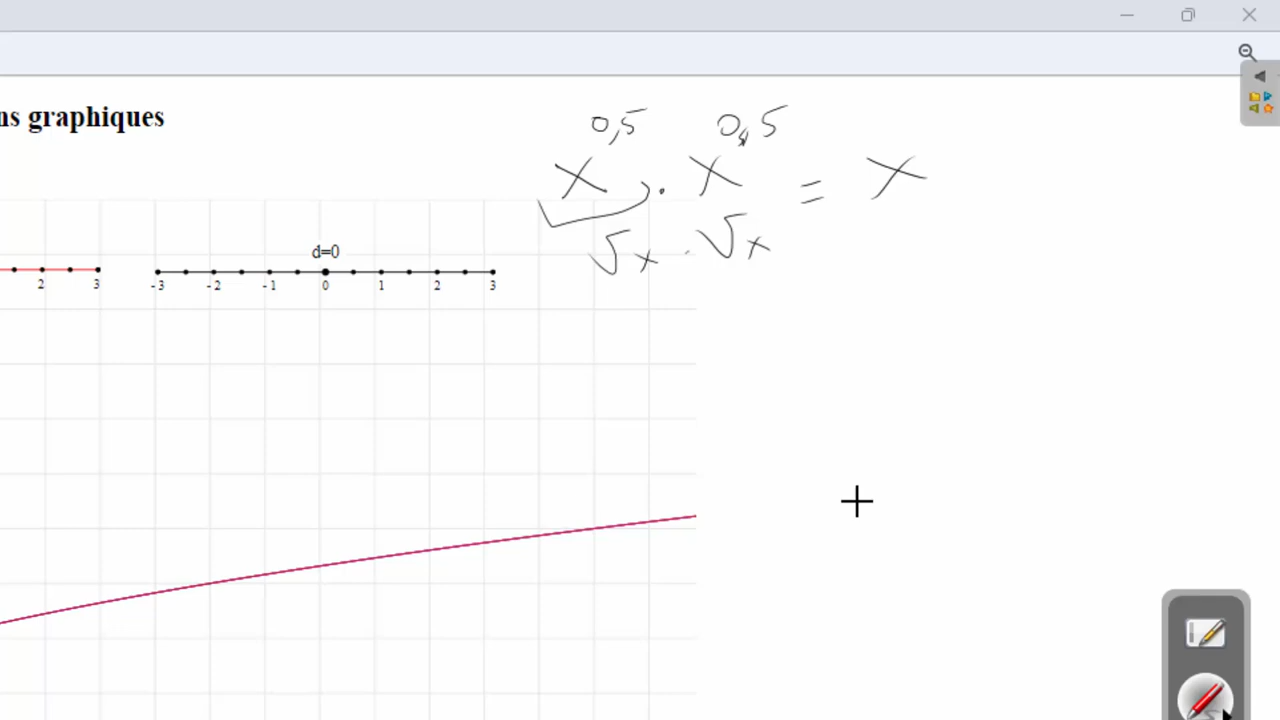 ns graphiques
x^0,5 . x^0,5 = x
√x . √x
d=0
2 3 -3 -2 -1 0 1 2 3